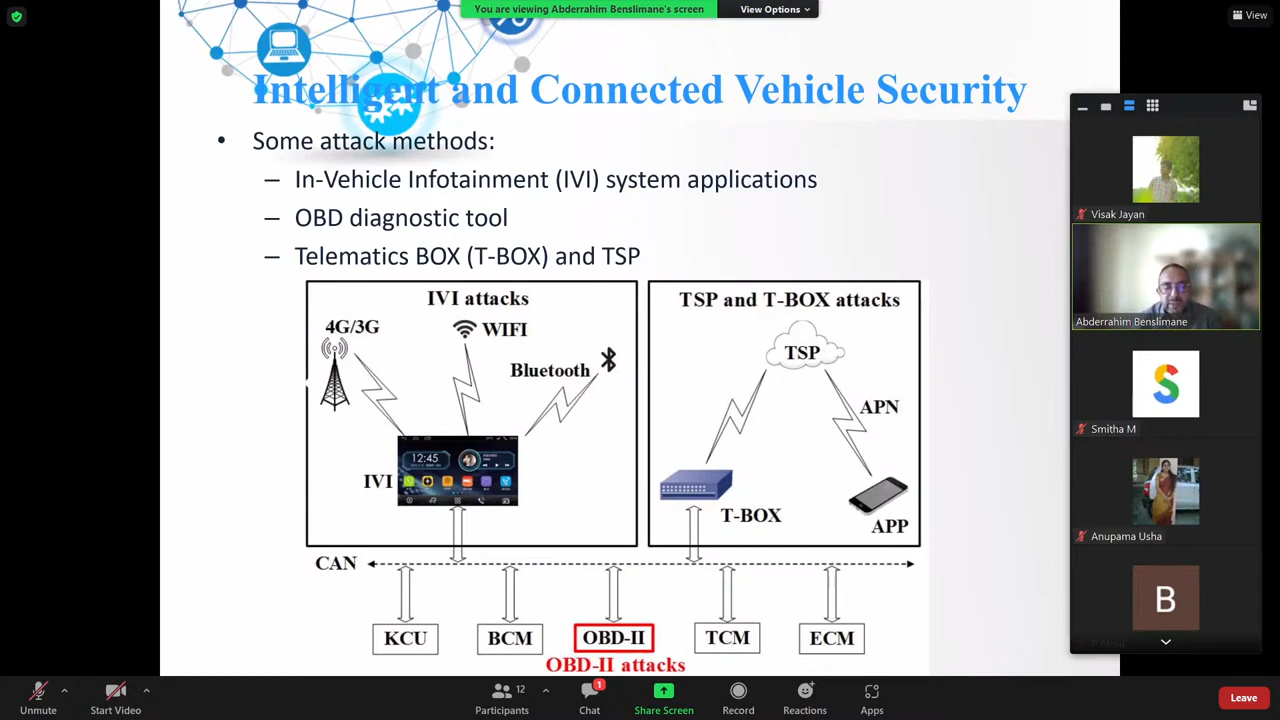 You are viewing Abderrahim Benslimane's screen
View Options
View
Intelligent and Connected Vehicle Security
• Some attack methods:
– In-Vehicle Infotainment (IVI) system applications
– OBD diagnostic tool
– Telematics BOX (T-BOX) and TSP
IVI attacks
4G/3G
WIFI
Bluetooth
12:45
IVI
TSP and T-BOX attacks
TSP
APN
T-BOX
APP
CAN
KCU
BCM
OBD-II
TCM
ECM
OBD-II attacks
Visak Jayan
Abderrahim Benslimane
S
Smitha M
Anupama Usha
B
Unmute
Start Video
12
Participants
1
Chat
Share Screen
Record
Reactions
Apps
Leave